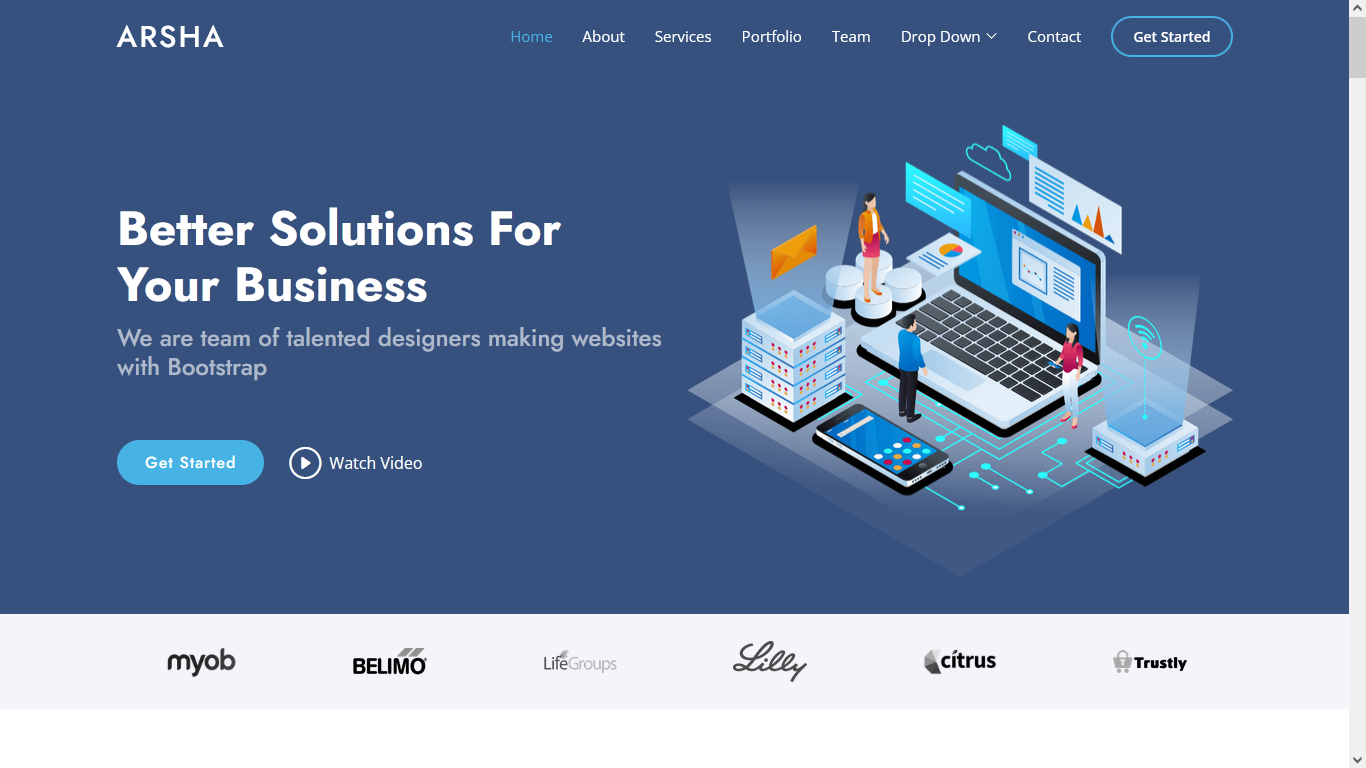 ARSHA
Home About Services Portfolio Team Drop Down Contact Get Started
Better Solutions For
Your Business
We are team of talented designers making websites
with Bootstrap
Get Started Watch Video
myob BELIMO LifeGroups Lilly cítrus Trustly